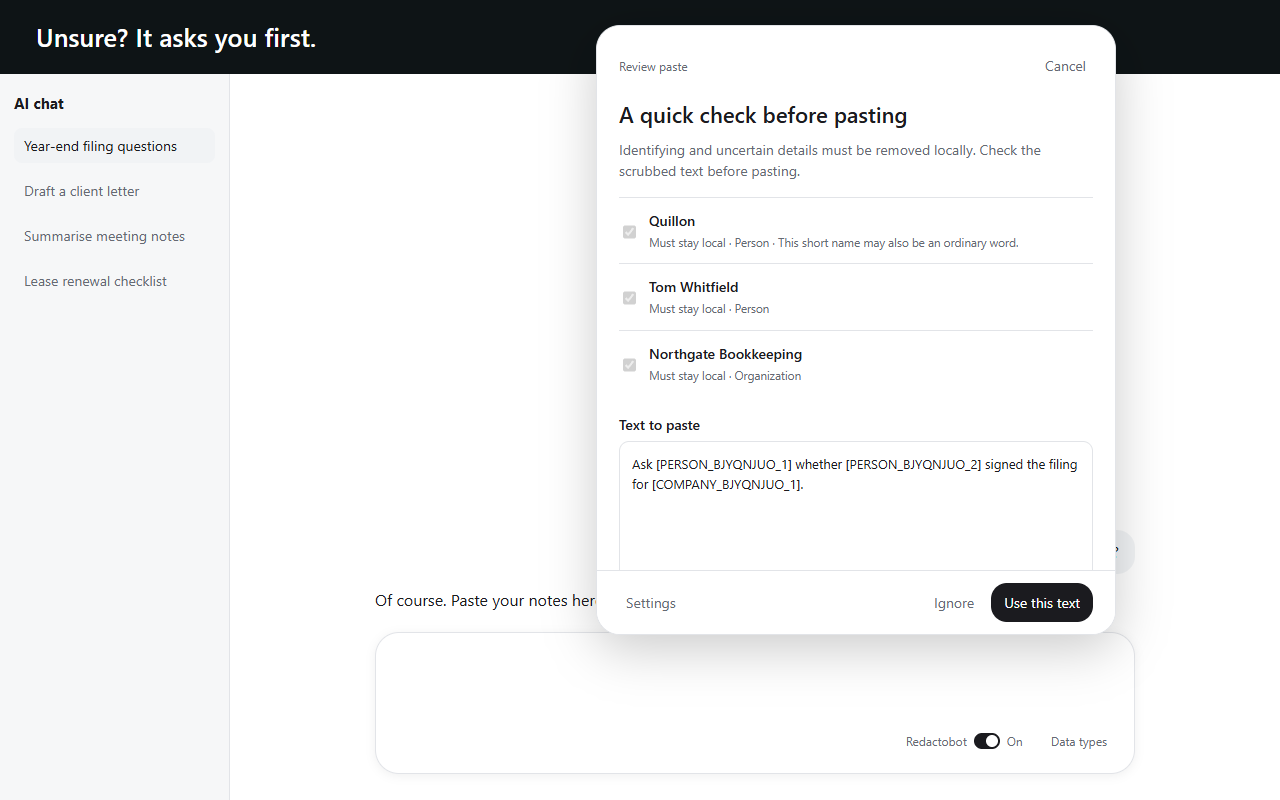 Unsure? It asks you first.
AI chat
Year-end filing questions
Draft a client letter
Summarise meeting notes
Lease renewal checklist
Review paste
Cancel
A quick check before pasting
Identifying and uncertain details must be removed locally. Check the
scrubbed text before pasting.
Quillon
Must stay local · Person · This short name may also be an ordinary word.
Tom Whitfield
Must stay local · Person
Northgate Bookkeeping
Must stay local · Organization
Text to paste
Ask [PERSON_BJYQNJUO_1] whether [PERSON_BJYQNJUO_2] signed the filing
for [COMPANY_BJYQNJUO_1].
Settings
Ignore
Use this text
Of course. Paste your notes here
Redactobot
On
Data types